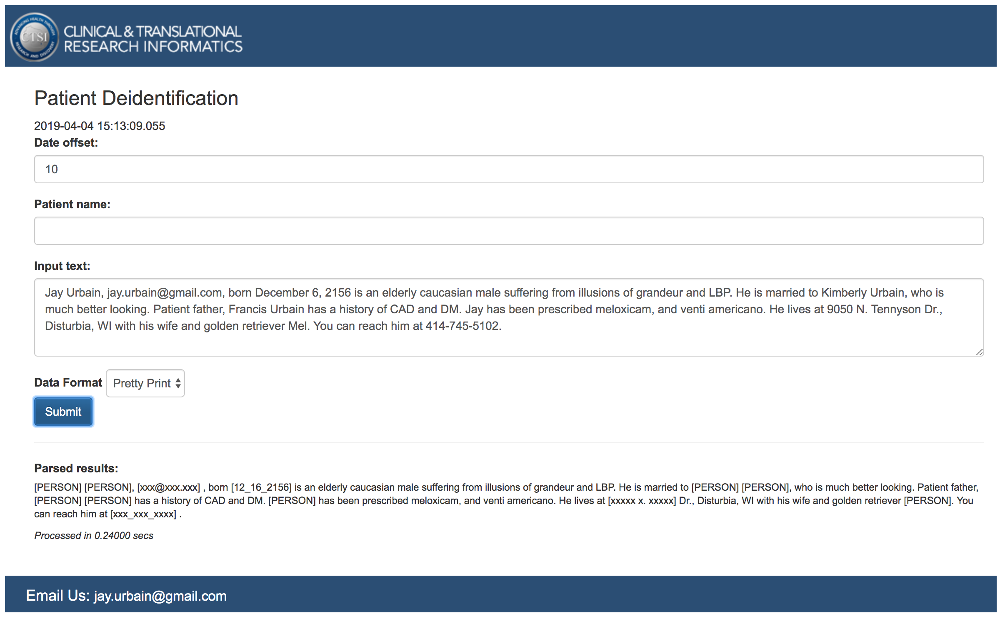 ADVANCING HEALTH THROUGH
CTSI
RESEARCH AND DISCOVERY
CLINICAL & TRANSLATIONAL
RESEARCH INFORMATICS
Patient Deidentification
2019-04-04 15:13:09.055
Date offset:
10
Patient name:
Input text:
Jay Urbain, jay.urbain@gmail.com, born December 6, 2156 is an elderly caucasian male suffering from illusions of grandeur and LBP. He is married to Kimberly Urbain, who is
much better looking. Patient father, Francis Urbain has a history of CAD and DM. Jay has been prescribed meloxicam, and venti americano. He lives at 9050 N. Tennyson Dr.,
Disturbia, WI with his wife and golden retriever Mel. You can reach him at 414-745-5102.
Data Format Pretty Print
Submit
Parsed results:
[PERSON] [PERSON], [xxx@xxx.xxx] , born [12_16_2156] is an elderly caucasian male suffering from illusions of grandeur and LBP. He is married to [PERSON] [PERSON], who is much better looking. Patient father,
[PERSON] [PERSON] has a history of CAD and DM. [PERSON] has been prescribed meloxicam, and venti americano. He lives at [xxxxx x. xxxxx] Dr., Disturbia, WI with his wife and golden retriever [PERSON]. You
can reach him at [xxx_xxx_xxxx] .
Processed in 0.24000 secs
Email Us: jay.urbain@gmail.com